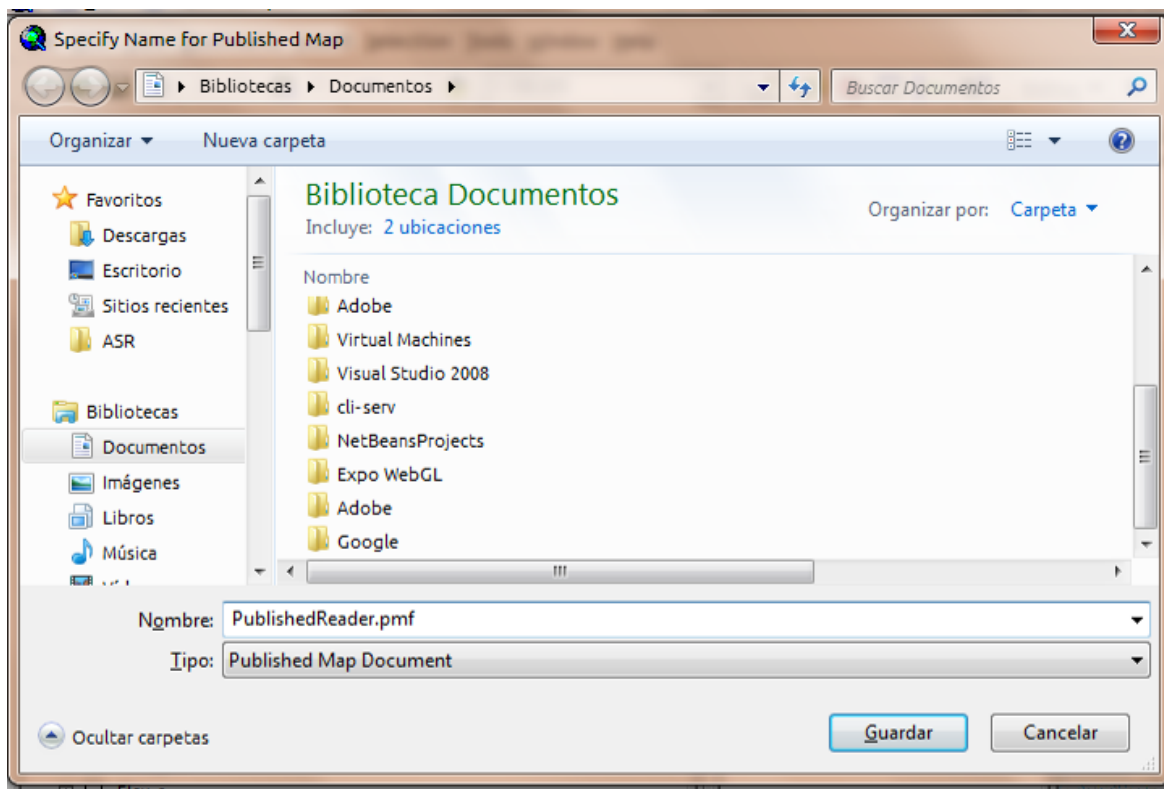 Specify Name for Published Map
Bibliotecas Documentos
Buscar Documentos
Organizar Nueva carpeta
Favoritos
Descargas
Escritorio
Sitios recientes
ASR
Bibliotecas
Documentos
Imágenes
Libros
Música
Biblioteca Documentos
Incluye: 2 ubicaciones
Organizar por: Carpeta
Nombre
Adobe
Virtual Machines
Visual Studio 2008
cli-serv
NetBeansProjects
Expo WebGL
Adobe
Google
Nombre: PublishedReader.pmf
Tipo: Published Map Document
Ocultar carpetas
Guardar Cancelar